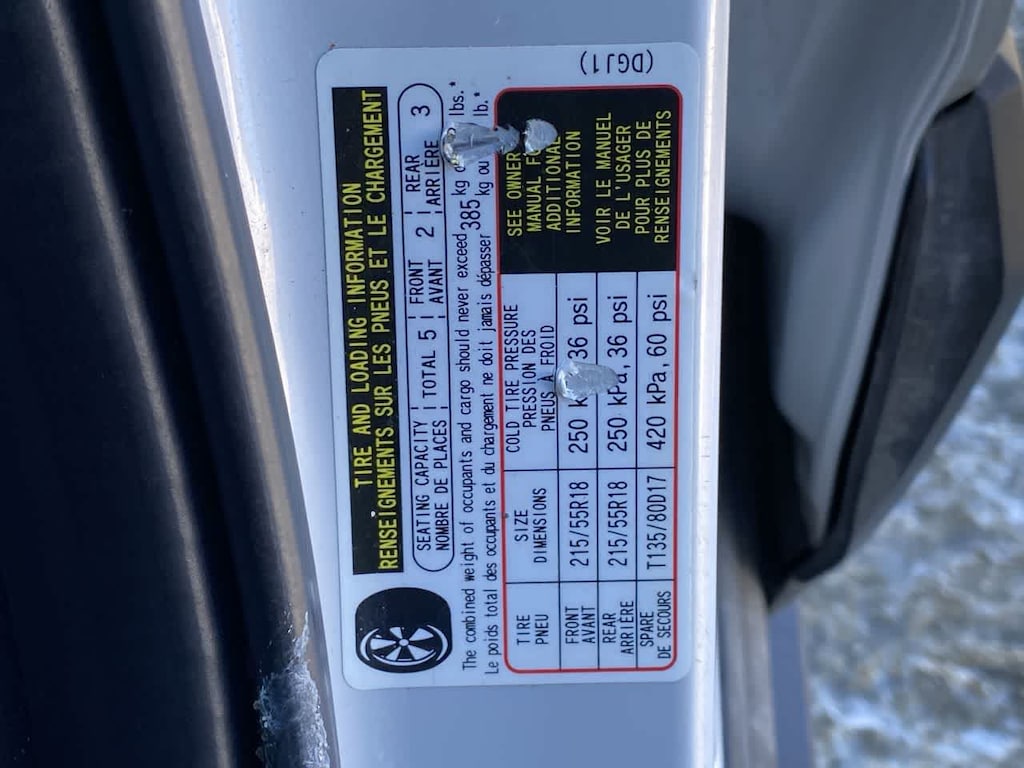 TIRE AND LOADING INFORMATION
RENSEIGNEMENTS SUR LES PNEUS ET LE CHARGEMENT
SEATING CAPACITY TOTAL 5 FRONT 2 REAR 3
NOMBRE DE PLACES AVANT ARRIÈRE
The combined weight of occupants and cargo should never exceed 385 kg lbs.*
Le poids total des occupants et du chargement ne doit jamais dépasser kg ou lb.*
TIRE SIZE COLD TIRE PRESSURE
PNEU DIMENSIONS PRESSION DES
PNEUS À FROID
FRONT 215/55R18 250 36 psi
AVANT
REAR 215/55R18 250 kPa, 36 psi
ARRIÈRE
SPARE T135/80D17 420 kPa, 60 psi
DE SECOURS
SEE OWNER
MANUAL
ADDITIONAL
INFORMATION
VOIR LE MANUEL
DE L'USAGER
POUR PLUS DE
RENSEIGNEMENTS
(DGJ1)